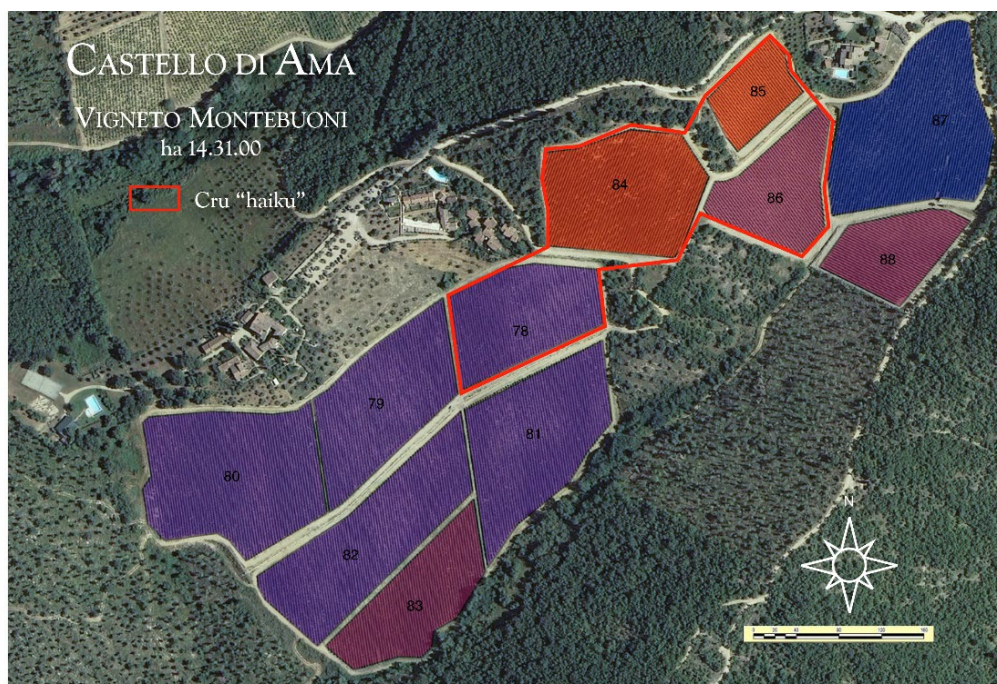 CASTELLO DI AMA
VIGNETO MONTEBUONI
ha 14.31.00
Cru "haiku"
85
87
84
86
88
78
79
81
80
82
83
N